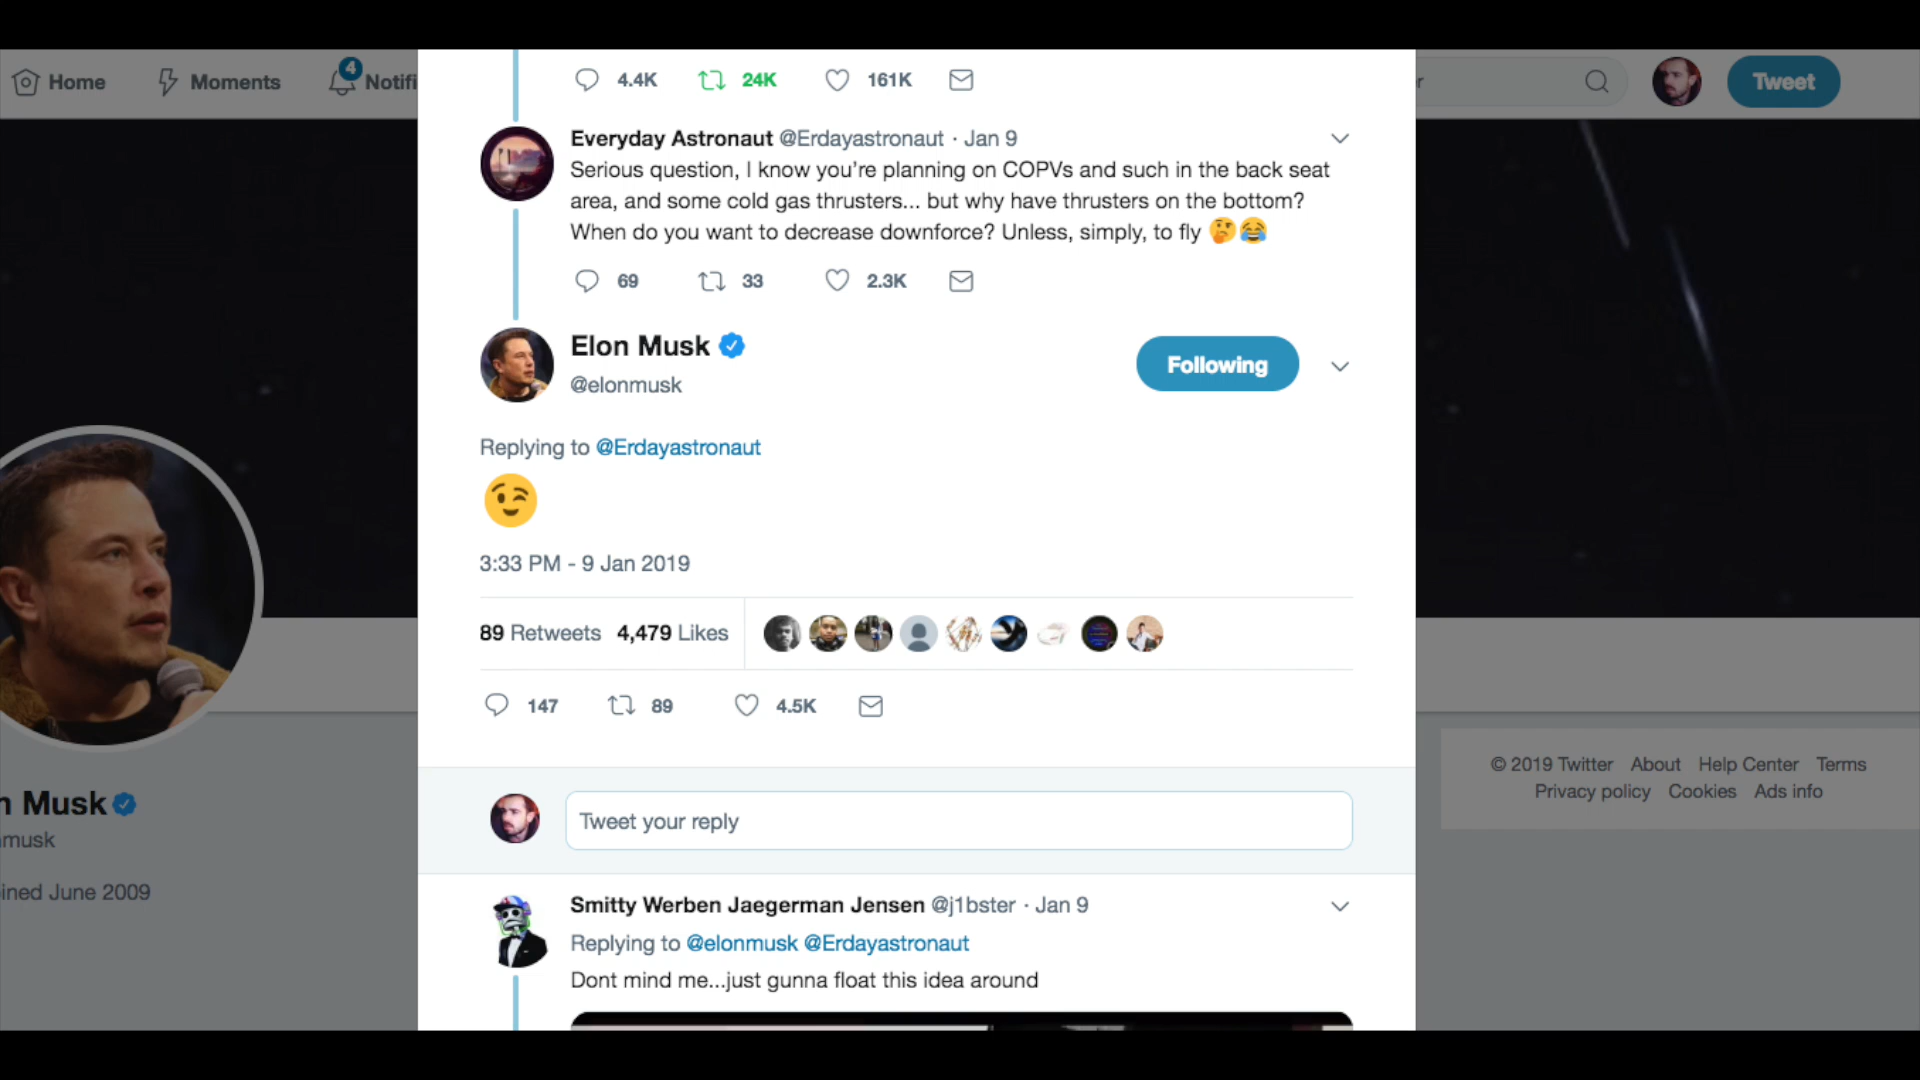 Home
Moments
4
Notifi
r
Tweet
4.4K 24K 161K
Everyday Astronaut @Erdayastronaut · Jan 9
Serious question, I know you're planning on COPVs and such in the back seat
area, and some cold gas thrusters... but why have thrusters on the bottom?
When do you want to decrease downforce? Unless, simply, to fly 🤔😂
69 33 2.3K
Elon Musk
@elonmusk
Following
Replying to @Erdayastronaut
😉
3:33 PM - 9 Jan 2019
89 Retweets 4,479 Likes
147 89 4.5K
Tweet your reply
Smitty Werben Jaegerman Jensen @j1bster · Jan 9
Replying to @elonmusk @Erdayastronaut
Dont mind me...just gunna float this idea around
n Musk
musk
ined June 2009
© 2019 Twitter About Help Center Terms
Privacy policy Cookies Ads info